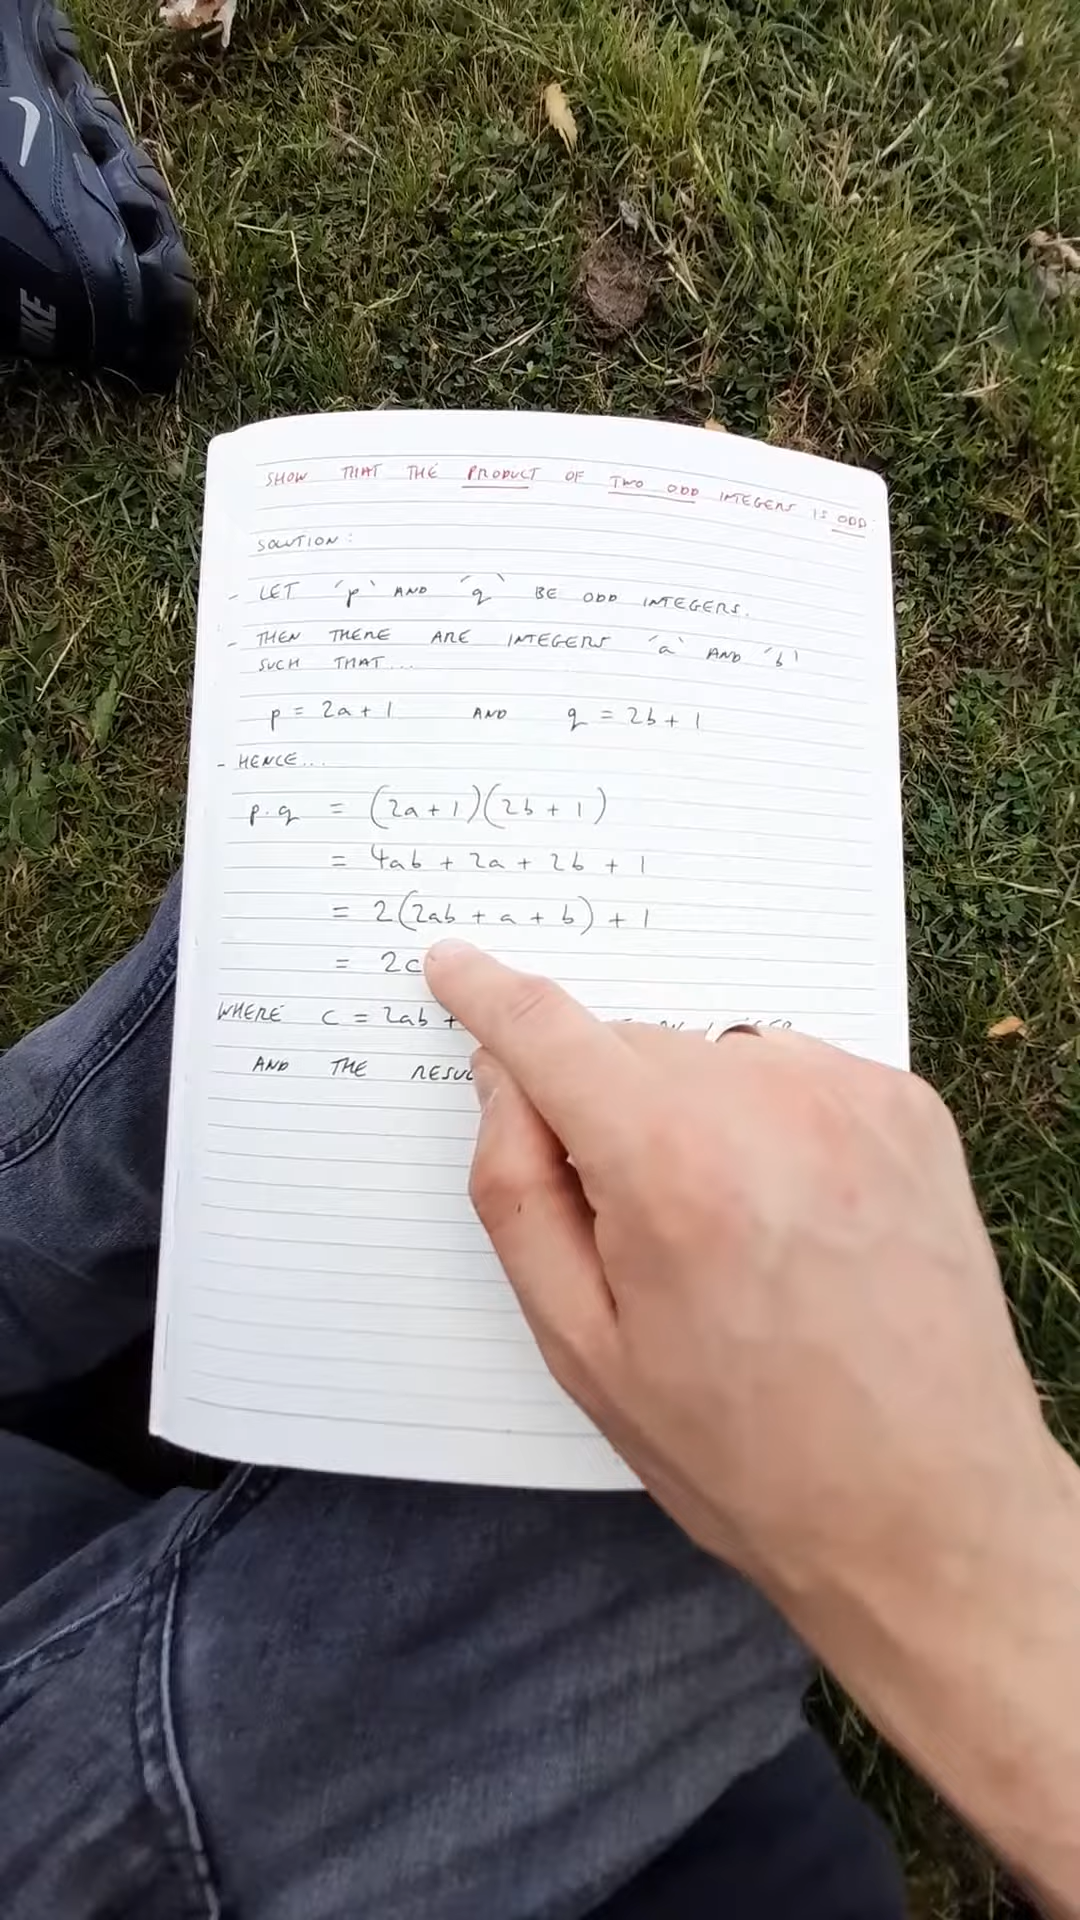 NIKE
SHOW THAT THE PRODUCT OF TWO ODD INTEGERS IS ODD:
SOLUTION:
- LET 'p' AND 'q' BE ODD INTEGERS.
- THEN THERE ARE INTEGERS 'a' AND 'b'
SUCH THAT...
p = 2a + 1 AND q = 2b + 1
- HENCE...
p.q = (2a + 1)(2b + 1)
= 4ab + 2a + 2b + 1
= 2(2ab + a + b) + 1
= 2c
WHERE c = 2ab +
AND THE